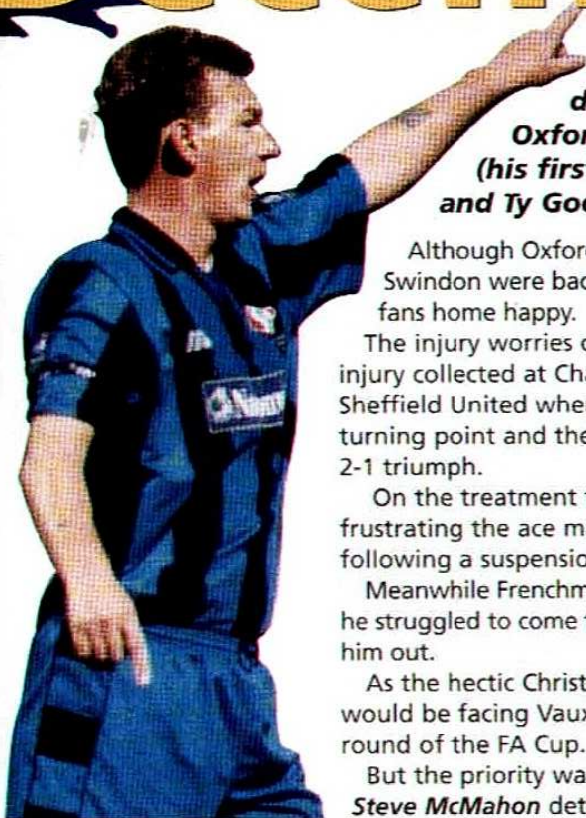 d
Oxfor
(his firs
and Ty Goo
Although Oxford
Swindon were bac
fans home happy.
The injury worries c
injury collected at Cha
Sheffield United whe
turning point and the
2-1 triumph.
On the treatment t
frustrating the ace m
following a suspensio
Meanwhile Frenchm
he struggled to come t
him out.
As the hectic Christ
would be facing Vaux
round of the FA Cup.
But the priority wa
Steve McMahon det